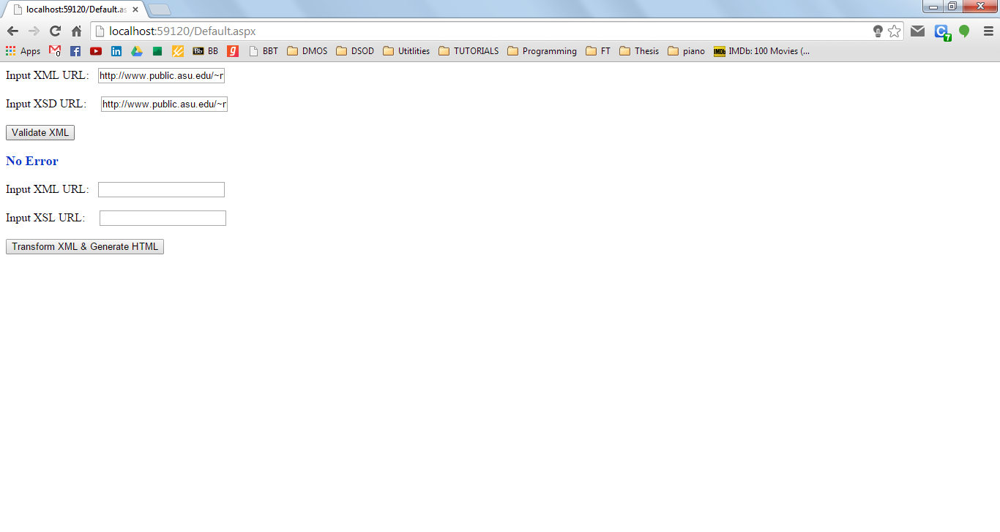 localhost:59120/Default.as
localhost:59120/Default.aspx
Apps 0 BB BBT DMOS DSOD Utitlities TUTORIALS Programming FT Thesis piano IMDb IMDb: 100 Movies (...
Input XML URL: http://www.public.asu.edu/~r
Input XSD URL: http://www.public.asu.edu/~r
Validate XML
No Error
Input XML URL:
Input XSL URL:
Transform XML & Generate HTML